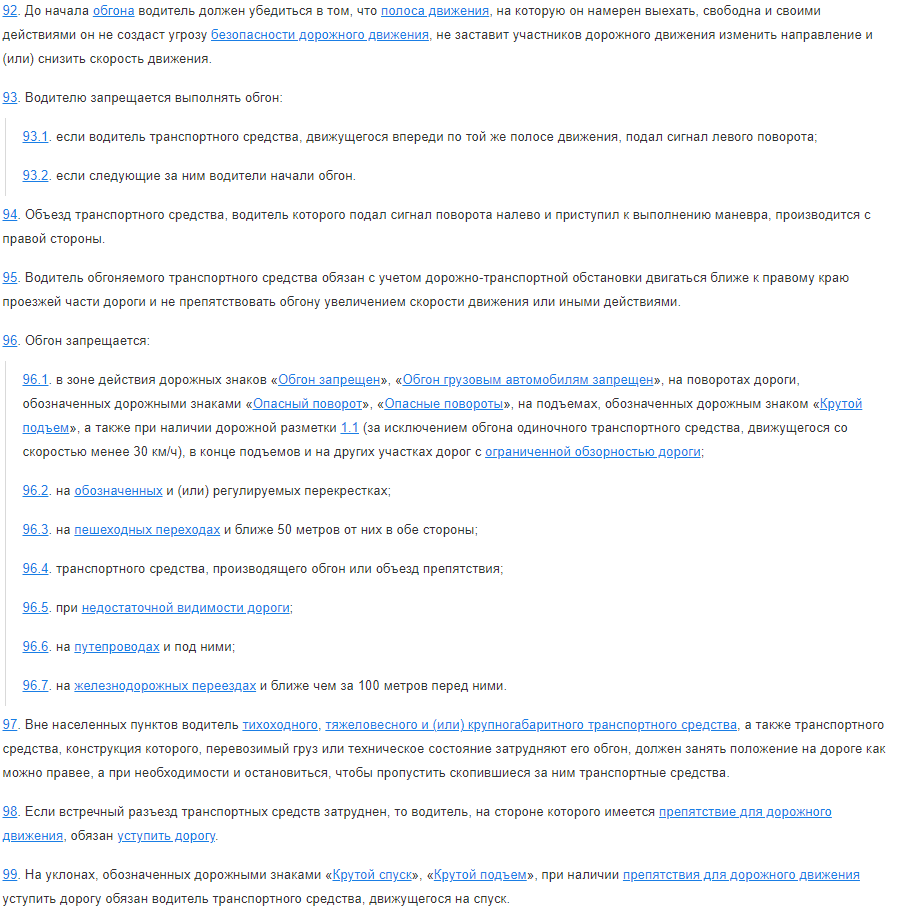 92. До начала обгона водитель должен убедиться в том, что полоса движения, на которую он намерен выехать, свободна и своими
действиями он не создаст угрозу безопасности дорожного движения, не заставит участников дорожного движения изменить направление и
(или) снизить скорость движения.
93. Водителю запрещается выполнять обгон:
93.1. если водитель транспортного средства, движущегося впереди по той же полосе движения, подал сигнал левого поворота;
93.2. если следующие за ним водители начали обгон.
94. Объезд транспортного средства, водитель которого подал сигнал поворота налево и приступил к выполнению маневра, производится с
правой стороны.
95. Водитель обгоняемого транспортного средства обязан с учетом дорожно-транспортной обстановки двигаться ближе к правому краю
проезжей части дороги и не препятствовать обгону увеличением скорости движения или иными действиями.
96. Обгон запрещается:
96.1. в зоне действия дорожных знаков «Обгон запрещен», «Обгон грузовым автомобилям запрещен», на поворотах дороги,
обозначенных дорожными знаками «Опасный поворот», «Опасные повороты», на подъемах, обозначенных дорожным знаком «Крутой
подъем», а также при наличии дорожной разметки 1.1 (за исключением обгона одиночного транспортного средства, движущегося со
скоростью менее 30 км/ч), в конце подъемов и на других участках дорог с ограниченной обзорностью дороги;
96.2. на обозначенных и (или) регулируемых перекрестках;
96.3. на пешеходных переходах и ближе 50 метров от них в обе стороны;
96.4. транспортного средства, производящего обгон или объезд препятствия;
96.5. при недостаточной видимости дороги;
96.6. на путепроводах и под ними;
96.7. на железнодорожных переездах и ближе чем за 100 метров перед ними.
97. Вне населенных пунктов водитель тихоходного, тяжеловесного и (или) крупногабаритного транспортного средства, а также транспортного
средства, конструкция которого, перевозимый груз или техническое состояние затрудняют его обгон, должен занять положение на дороге как
можно правее, а при необходимости и остановиться, чтобы пропустить скопившиеся за ним транспортные средства.
98. Если встречный разъезд транспортных средств затруднен, то водитель, на стороне которого имеется препятствие для дорожного
движения, обязан уступить дорогу.
99. На уклонах, обозначенных дорожными знаками «Крутой спуск», «Крутой подъем», при наличии препятствия для дорожного движения
уступить дорогу обязан водитель транспортного средства, движущегося на спуск.